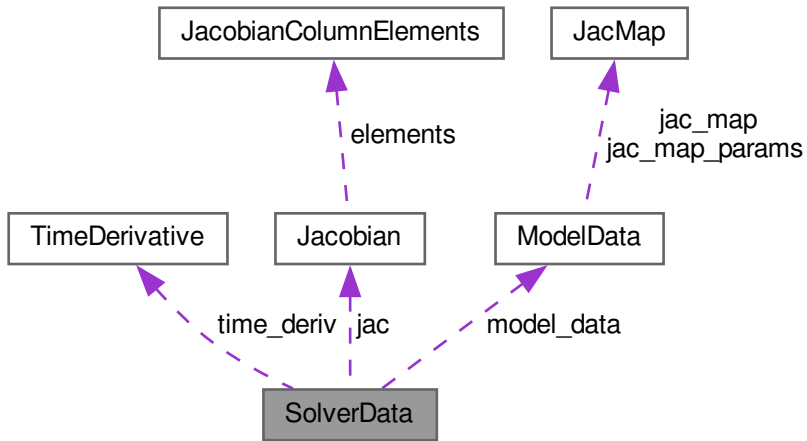 JacobianColumnElements
JacMap
elements
jac_map
jac_map_params
TimeDerivative
Jacobian
ModelData
time_deriv
jac
model_data
SolverData